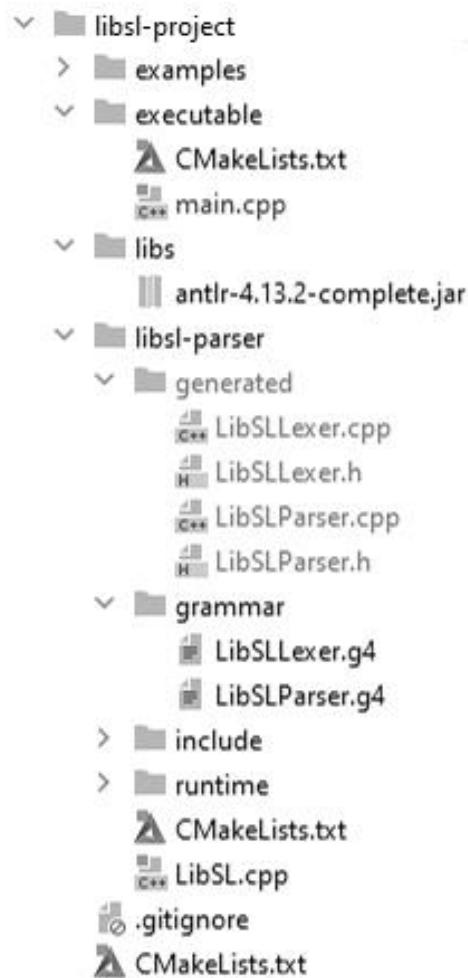 libsl-project
examples
executable
CMakeLists.txt
main.cpp
libs
antlr-4.13.2-complete.jar
libsl-parser
generated
LibSLLexer.cpp
LibSLLexer.h
LibSLParser.cpp
LibSLParser.h
grammar
LibSLLexer.g4
LibSLParser.g4
include
runtime
CMakeLists.txt
LibSL.cpp
.gitignore
CMakeLists.txt